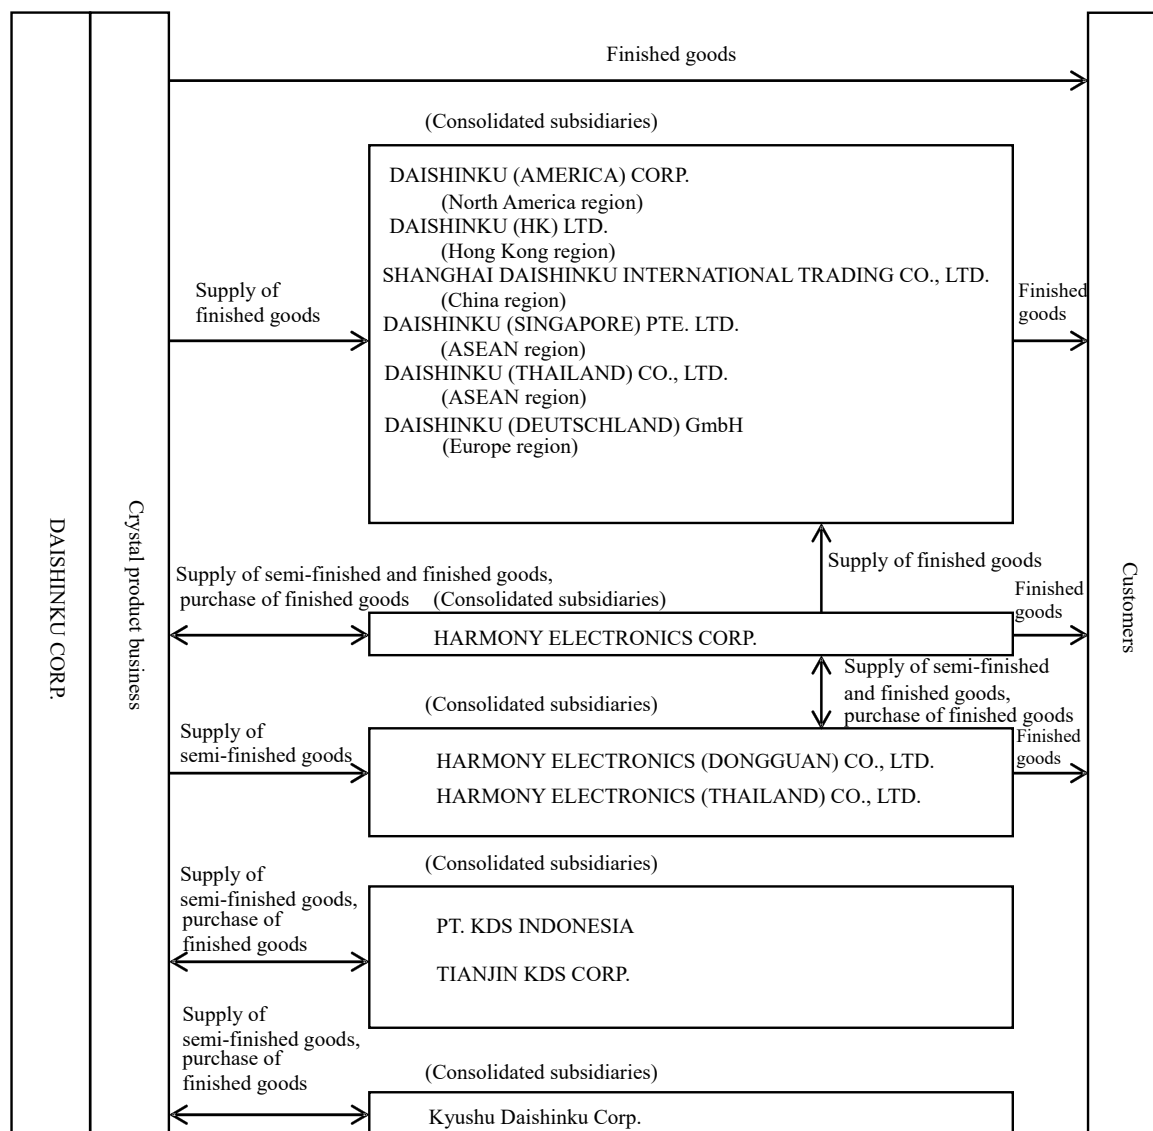 Finished goods
(Consolidated subsidiaries)
DAISHINKU (AMERICA) CORP.
(North America region)
DAISHINKU (HK) LTD.
(Hong Kong region)
SHANGHAI DAISHINKU INTERNATIONAL TRADING CO., LTD.
(China region)
DAISHINKU (SINGAPORE) PTE. LTD.
(ASEAN region)
DAISHINKU (THAILAND) CO., LTD.
(ASEAN region)
DAISHINKU (DEUTSCHLAND) GmbH
(Europe region)
Supply of
finished goods
Finished
goods
DAISHINKU CORP.
Crystal product business
Customers
Supply of finished goods
Supply of semi-finished and finished goods,
purchase of finished goods
(Consolidated subsidiaries)
HARMONY ELECTRONICS CORP.
Finished
goods
Supply of semi-finished
and finished goods,
purchase of finished goods
(Consolidated subsidiaries)
Supply of
semi-finished goods
HARMONY ELECTRONICS (DONGGUAN) CO., LTD.
HARMONY ELECTRONICS (THAILAND) CO., LTD.
Finished
goods
(Consolidated subsidiaries)
Supply of
semi-finished goods,
purchase of
finished goods
PT. KDS INDONESIA
TIANJIN KDS CORP.
Supply of
semi-finished goods,
purchase of
finished goods
(Consolidated subsidiaries)
Kyushu Daishinku Corp.